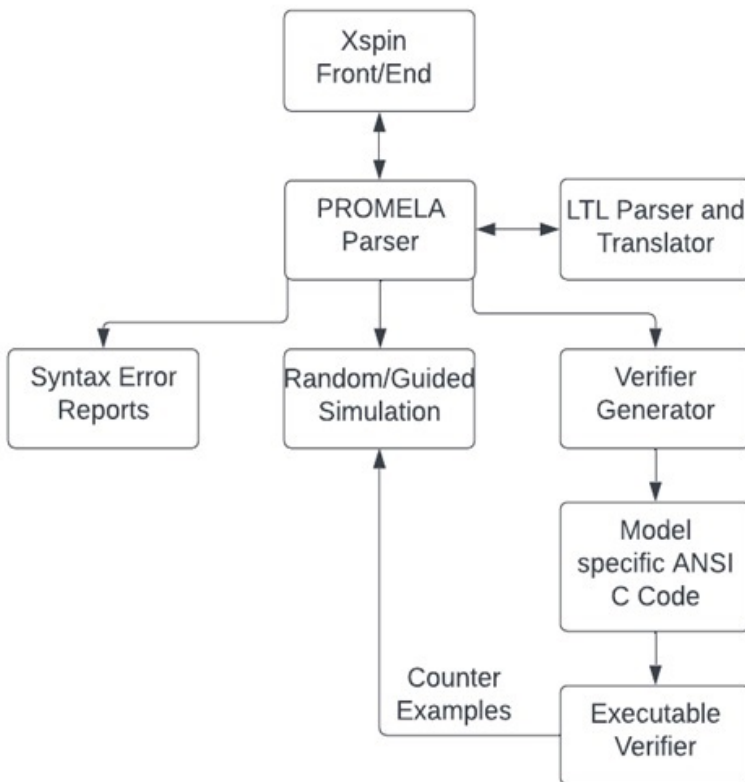 Xspin
Front/End
PROMELA
Parser
LTL Parser and
Translator
Syntax Error
Reports
Random/Guided
Simulation
Verifier
Generator
Model
specific ANSI
C Code
Counter
Examples
Executable
Verifier